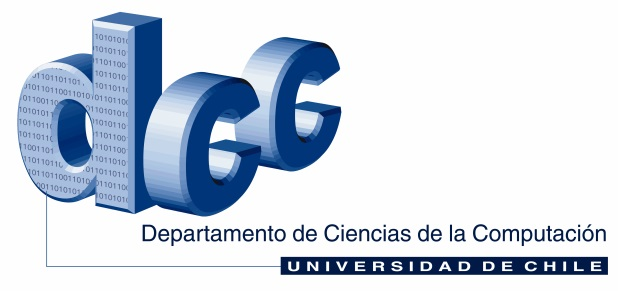 dcc
Departamento de Ciencias de la Computación
UNIVERSIDAD DE CHILE